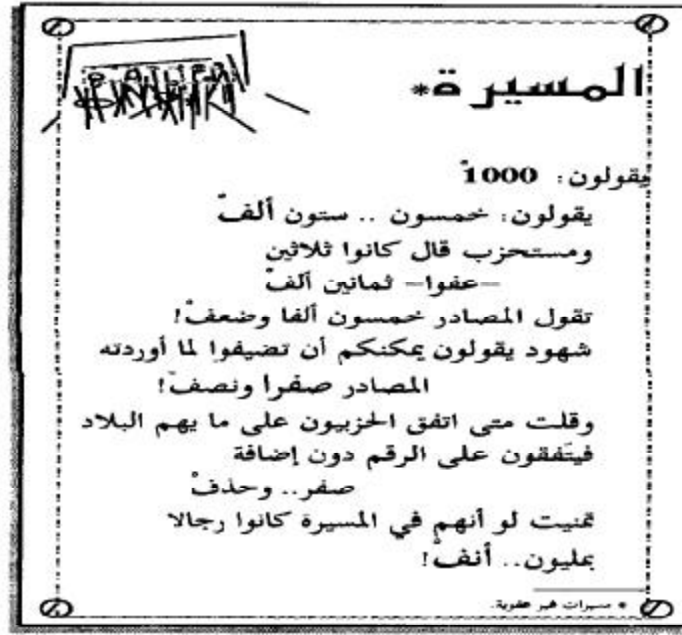 المسيرة*
يقولون: 1000
يقولون: خمسون .. ستون ألفْ
ومستحزب قال كانوا ثلاثين
–عفوا– ثمانين ألفْ
تقول المصادر خمسون ألفا وضعفْ!
شهود يقولون يمكنكم أن تضيفوا لما أوردته
المصادر صفرا ونصفْ!
وقلت متى اتفق الحزبيون على ما يهم البلاد
فيتَفقون على الرقم دون إضافة
صفر.. وحذفْ
تمنيت لو أنهم في المسيرة كانوا رجالا
بمليون.. أنفْ!
* مسيرات غير عفوية.